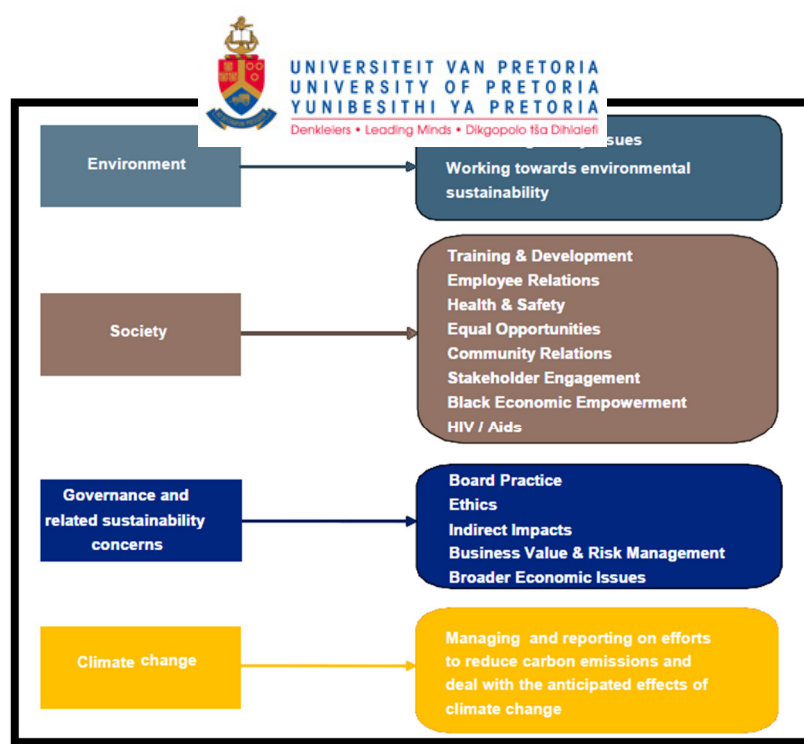 UNIVERSITEIT VAN PRETORIA
UNIVERSITY OF PRETORIA
YUNIBESITHI YA PRETORIA
Denkleiers • Leading Minds • Dikgopolo tša Dihlalefi
Environment
Working towards environmental
sustainability
Society
Training & Development
Employee Relations
Health & Safety
Equal Opportunities
Community Relations
Stakeholder Engagement
Black Economic Empowerment
HIV / Aids
Governance and
related sustainability
concerns
Board Practice
Ethics
Indirect Impacts
Business Value & Risk Management
Broader Economic Issues
Climate change
Managing and reporting on efforts
to reduce carbon emissions and
deal with the anticipated effects of
climate change